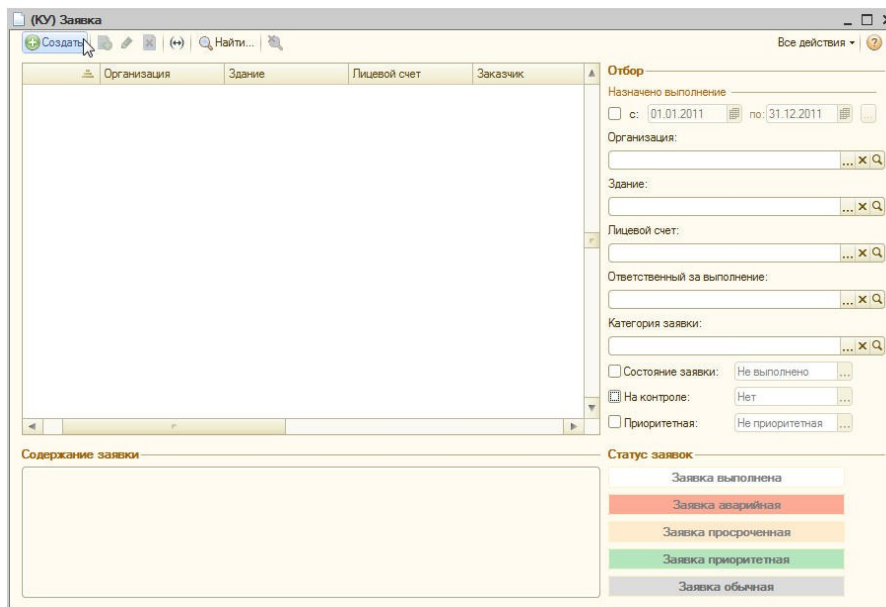 (КУ) Заявка
Создать Найти... Все действия
Организация Здание Лицевой счет Заказчик
Отбор
Назначено выполнение
с: 01.01.2011 по: 31.12.2011 ...
Организация:
...
Здание:
...
Лицевой счет:
...
Ответственный за выполнение:
...
Категория заявки:
...
Состояние заявки: Не выполнено ...
На контроле: Нет ...
Приоритетная: Не приоритетная ...
Содержание заявки
Статус заявок
Заявка выполнена
Заявка аварийная
Заявка просроченная
Заявка приоритетная
Заявка обычная